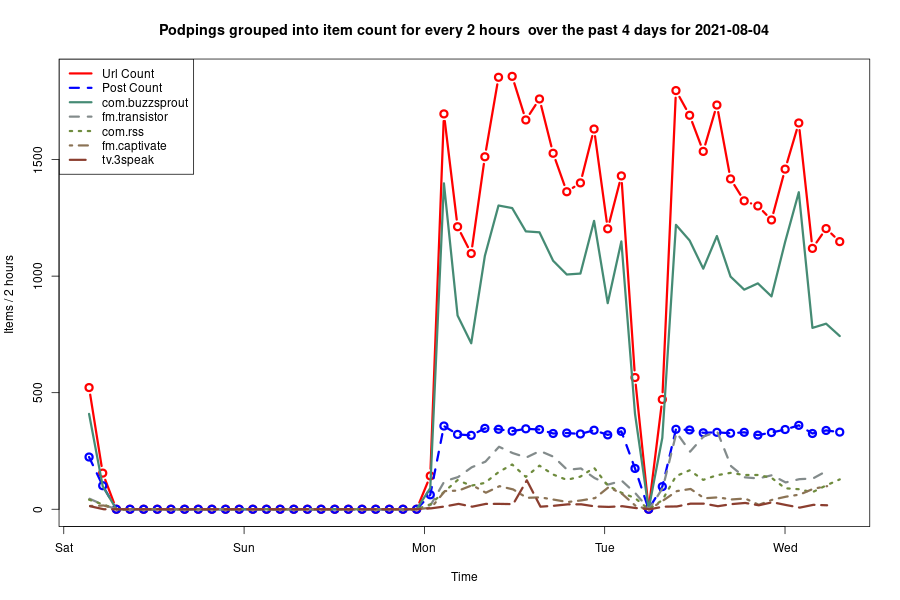 Podpings grouped into item count for every 2 hours  over the past 4 days for 2021-08-04
Url Count
Post Count
com.buzzsprout
fm.transistor
com.rss
fm.captivate
tv.3speak
Items / 2 hours
1500
1000
500
0
Sat Sun Mon Tue Wed
Time